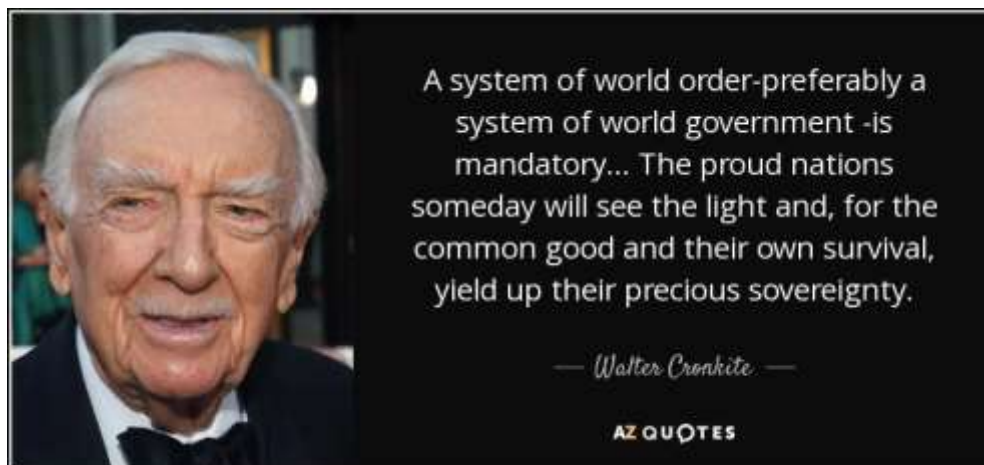 A system of world order-preferably a
system of world government -is
mandatory... The proud nations
someday will see the light and, for the
common good and their own survival,
yield up their precious sovereignty.
— Walter Cronkite —
AZ QUOTES